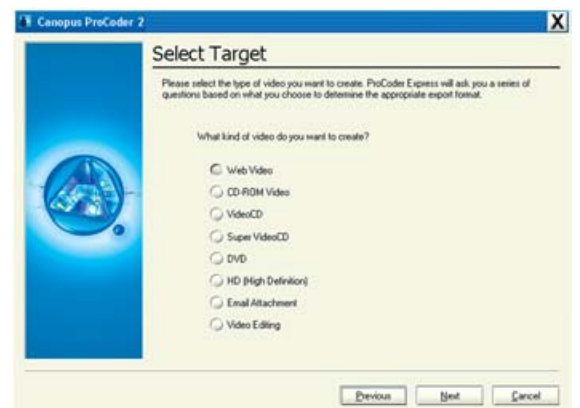 Canopus ProCoder 2
X
Select Target
Please select the type of video you want to create. ProCoder Express will ask you a series of
questions based on what you choose to detemine the appropriate export format.
What kind of video do you want to create?
Web Video
CD-ROM Video
VideoCD
Super VideoCD
DVD
HD (High Definition)
Email Attachment
Video Editing
Previous
Next
Cancel